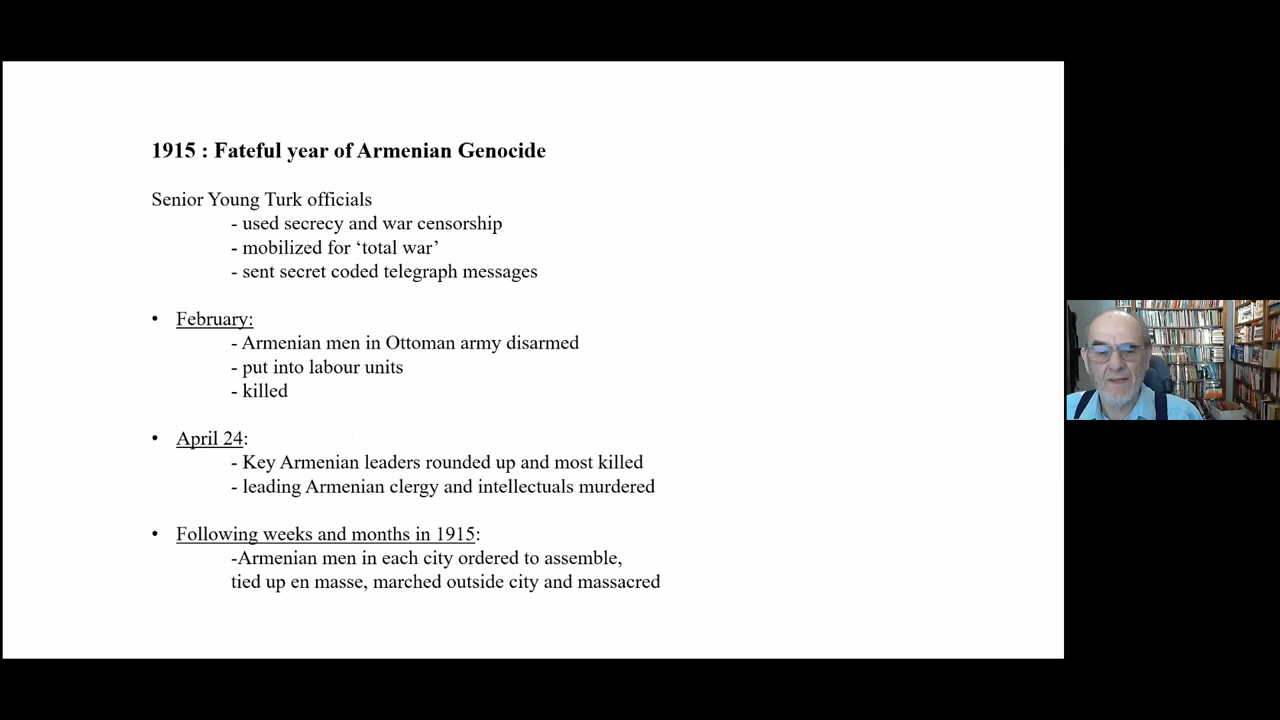 1915 : Fateful year of Armenian Genocide
Senior Young Turk officials
- used secrecy and war censorship
- mobilized for ‘total war’
- sent secret coded telegraph messages
• February:
- Armenian men in Ottoman army disarmed
- put into labour units
- killed
• April 24:
- Key Armenian leaders rounded up and most killed
- leading Armenian clergy and intellectuals murdered
• Following weeks and months in 1915:
-Armenian men in each city ordered to assemble,
tied up en masse, marched outside city and massacred